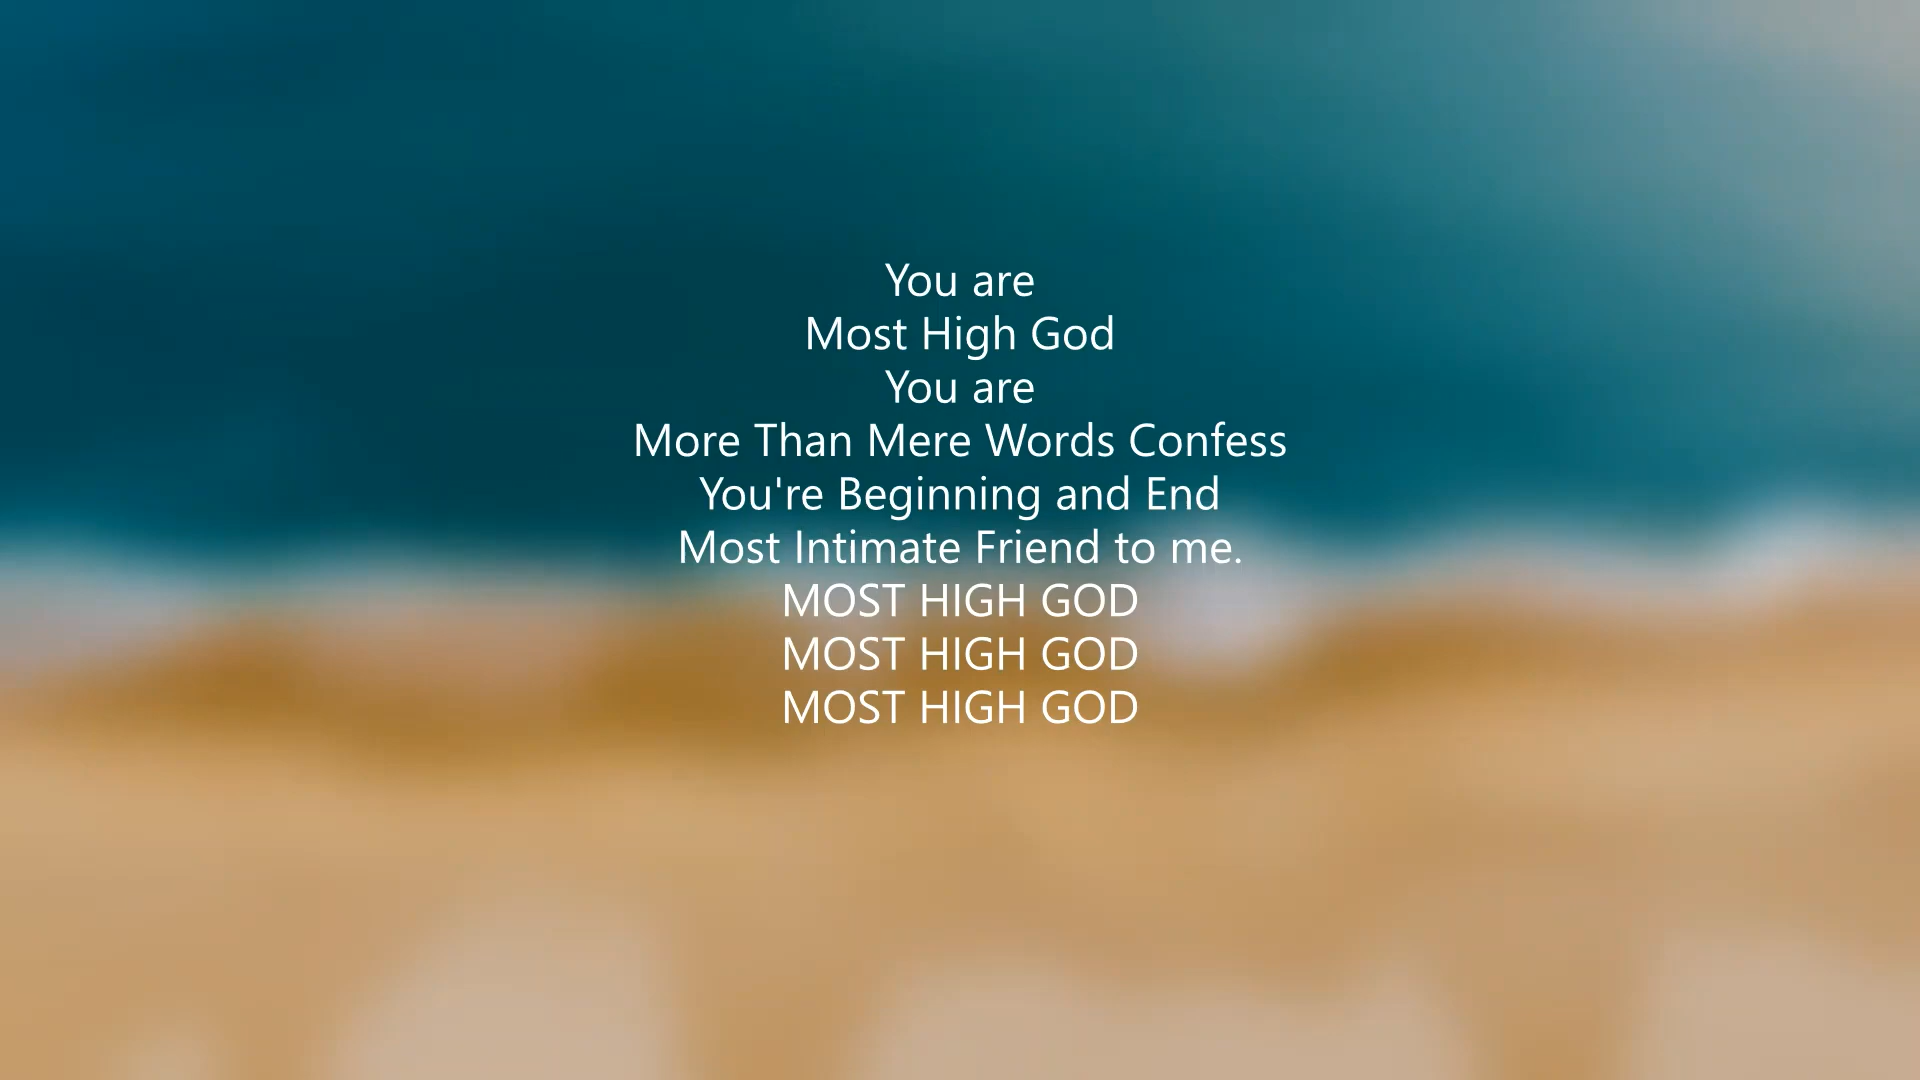 You are
Most High God
You are
More Than Mere Words Confess
You're Beginning and End
Most Intimate Friend to me.
MOST HIGH GOD
MOST HIGH GOD
MOST HIGH GOD